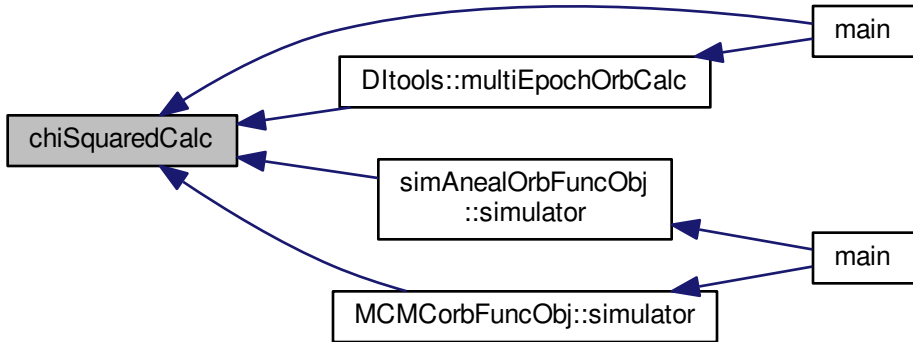 main
DItools::multiEpochOrbCalc
chiSquaredCalc
simAnealOrbFuncObj
::simulator
main
MCMCorbFuncObj::simulator